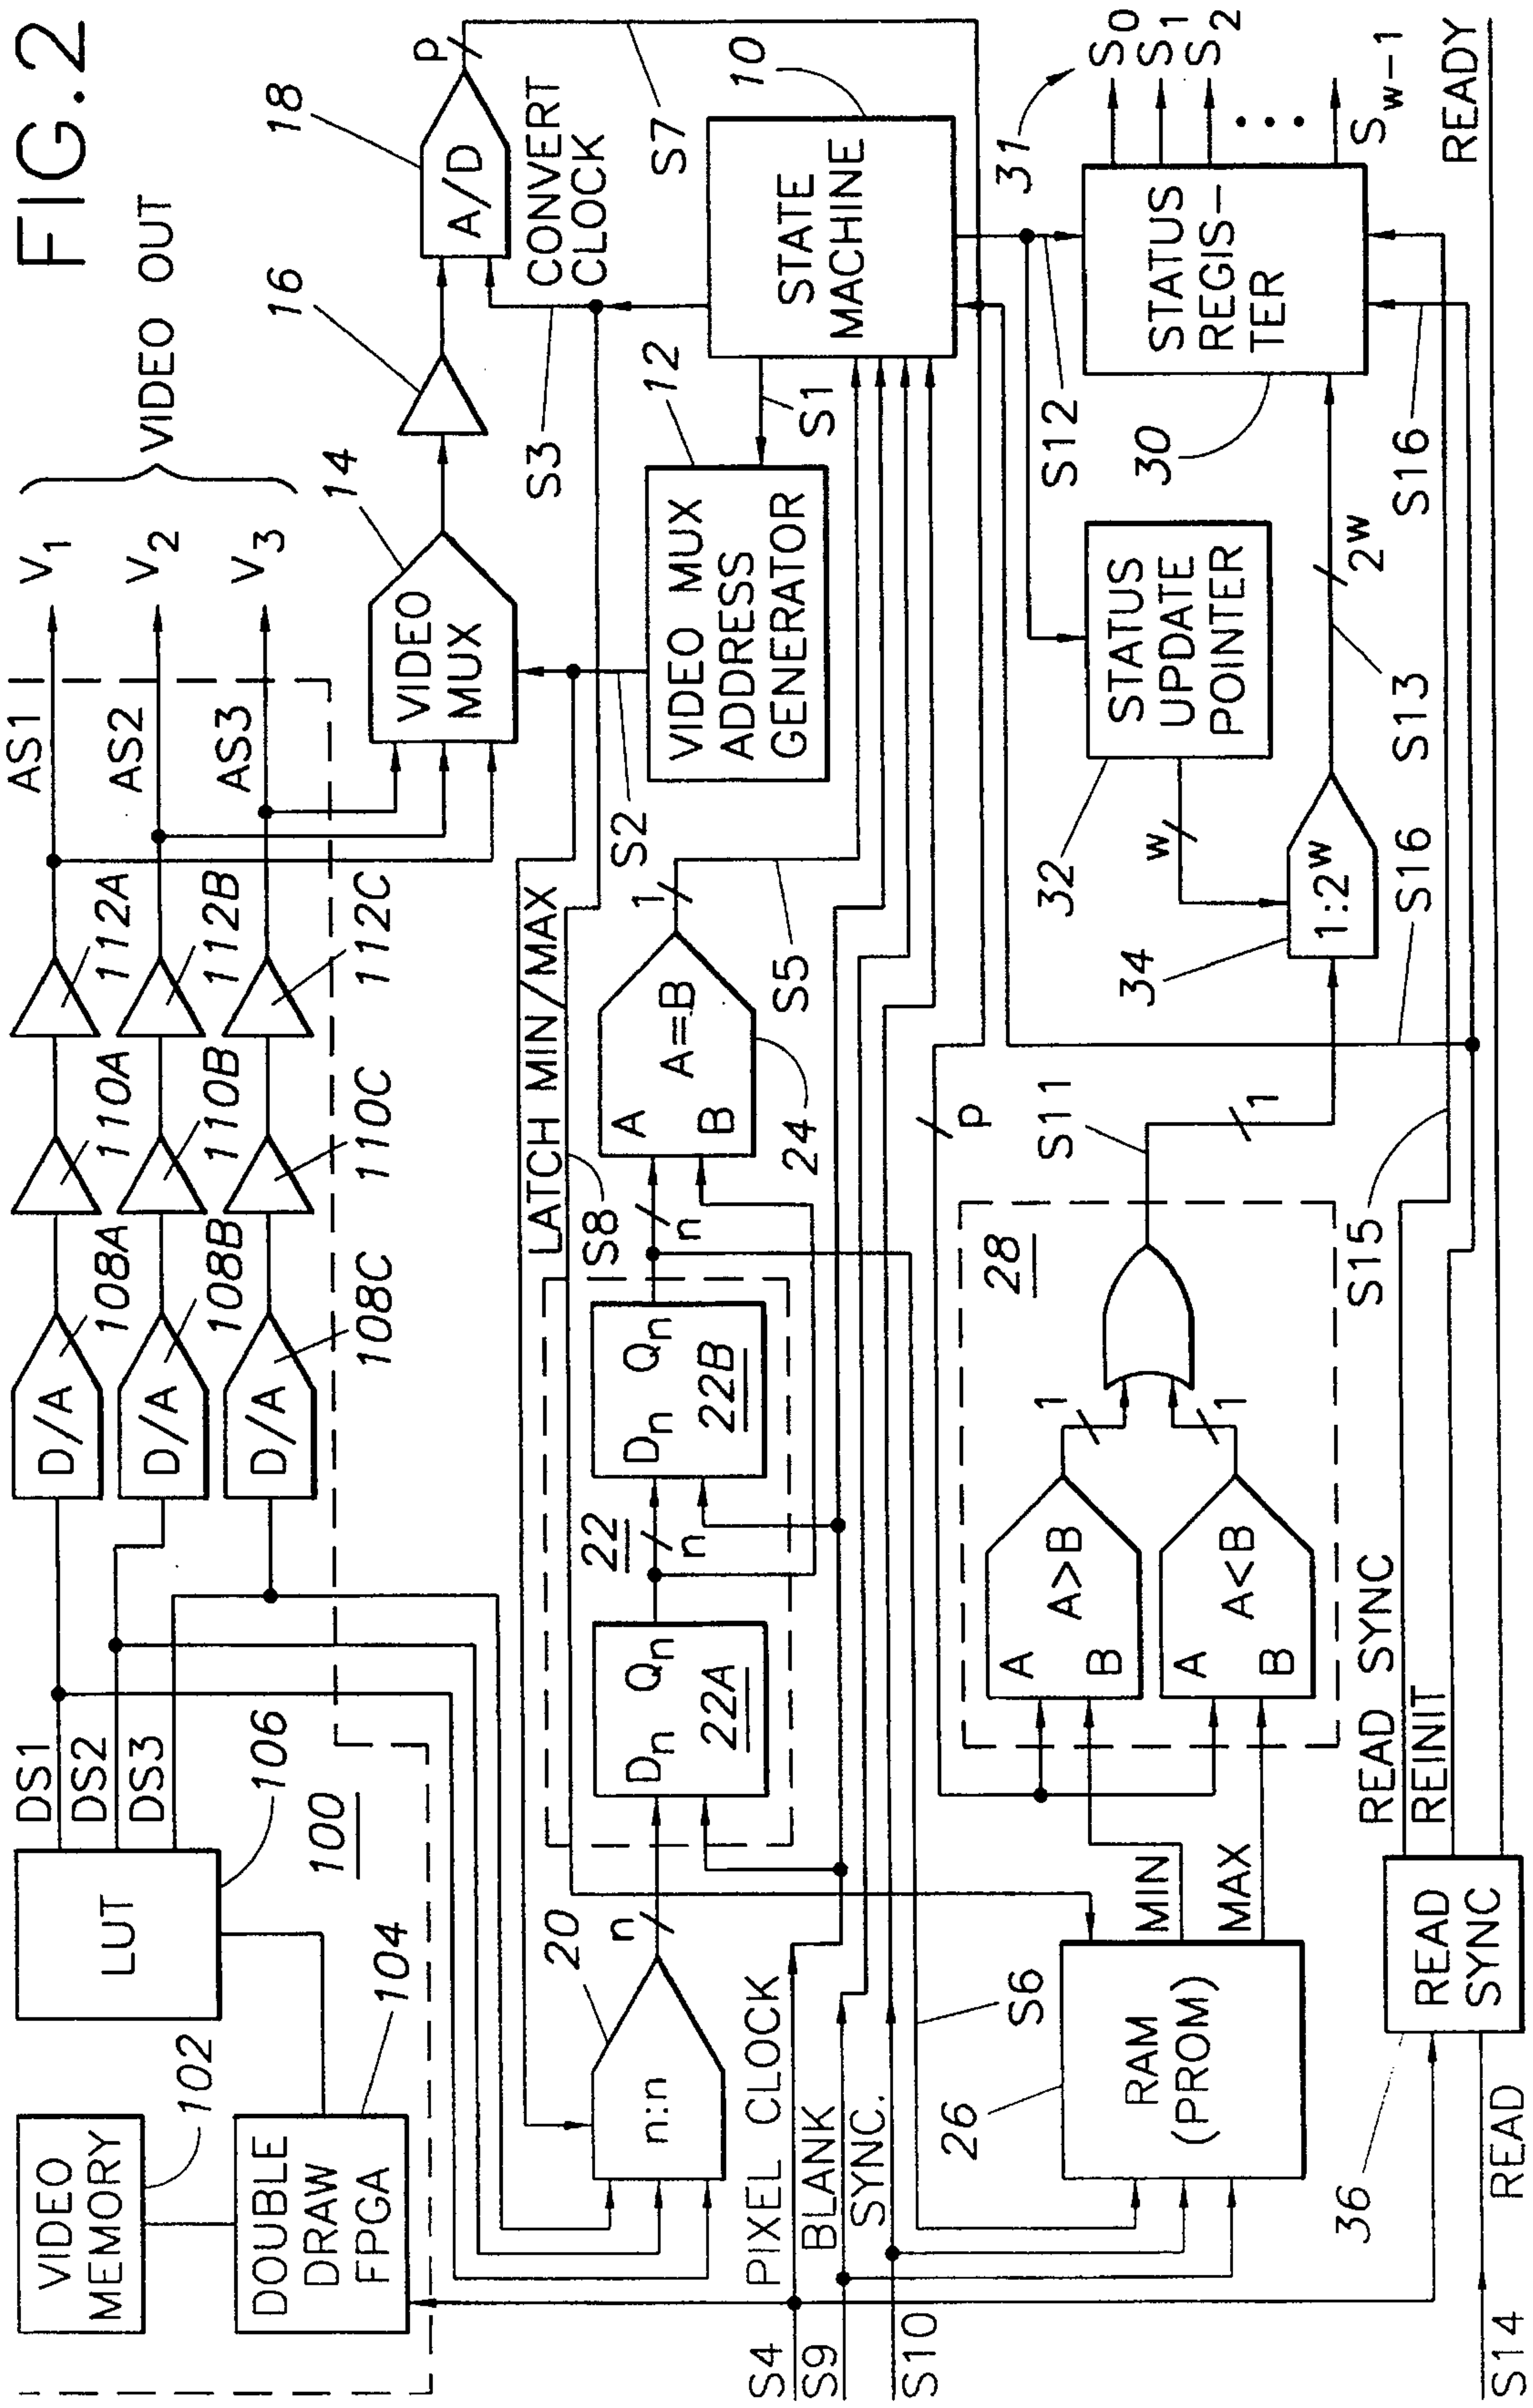 FIG.2
VIDEO OUT
V1
V2
V3
AS1
AS2
AS3
112A
112B
112C
110A
110B
110C
108A
108B
108C
D/A
D/A
D/A
DS1
DS2
DS3
LUT
106
100
VIDEO
MEMORY
102
DOUBLE
DRAW
FPGA
104
VIDEO
MUX
14
16
A/D
18
p
CONVERT
CLOCK
S3
S7
STATE
MACHINE
10
S1
12
VIDEO MUX
ADDRESS
GENERATOR
S2
LATCH MIN/MAX
S8
n:n
20
n
22
Dn Qn
22A
n
Dn Qn
22B
n
A
B
A=B
24
1
S5
S4
PIXEL CLOCK
S9
BLANK
S10
SYNC.
S6
RAM
(PROM)
26
MIN
MAX
28
A
B
A>B
A
B
A<B
1
1
p
S11
1
1:2w
34
w
STATUS
UPDATE
POINTER
32
S12
S13
2w
STATUS
REGIS-
TER
30
31
S0
S1
S2
Sw-1
S16
S16
S15
READ SYNC
REINIT
READY
READ
SYNC
36
S14
READ